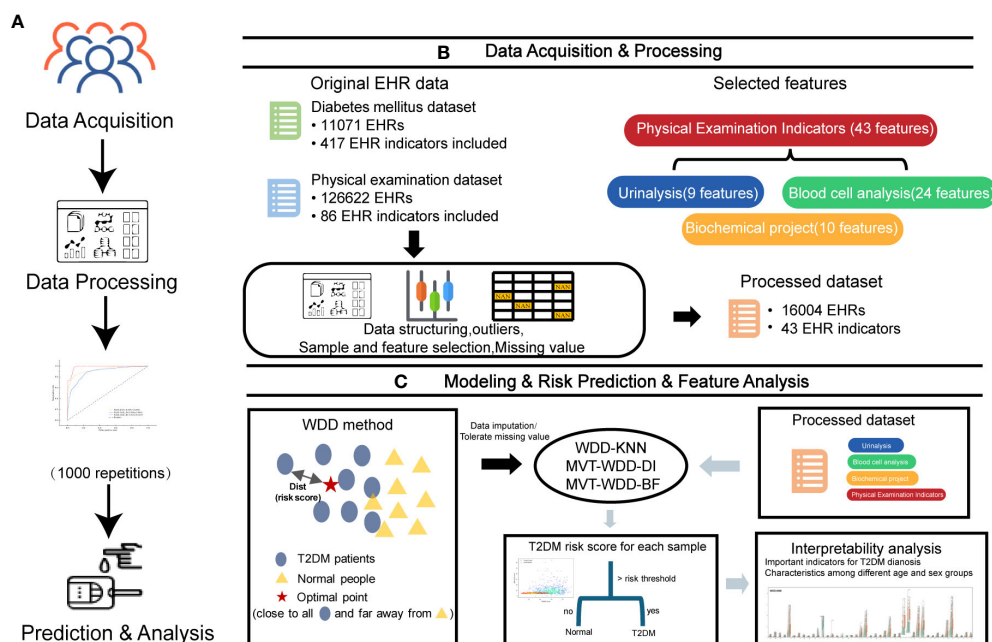 A
Data Acquisition
Data Processing
(1000 repetitions)
Prediction & Analysis
B
Data Acquisition & Processing
Original EHR data
Diabetes mellitus dataset
• 11071 EHRs
• 417 EHR indicators included
Physical examination dataset
• 126622 EHRs
• 86 EHR indicators included
Selected features
Physical Examination Indicators (43 features)
Urinalysis(9 features)
Blood cell analysis(24 features)
Biochemical project(10 features)
NAN
NAN
NAN
NAN
Data structuring,outliers,
Sample and feature selection,Missing value
Processed dataset
• 16004 EHRs
• 43 EHR indicators
C
Modeling & Risk Prediction & Feature Analysis
WDD method
Dist
(risk score)
T2DM patients
Normal people
Optimal point
(close to all and far away from )
Data imputation/
Tolerate missing value
WDD-KNN
MVT-WDD-DI
MVT-WDD-BF
Processed dataset
Urinalysis
Blood cell analysis
Biochemical project
Physical Examination Indicators
T2DM risk score for each sample
> risk threshold
no
yes
Normal
T2DM
Interpretability analysis
Important indicators for T2DM dianosis
Characteristics among different age and sex groups